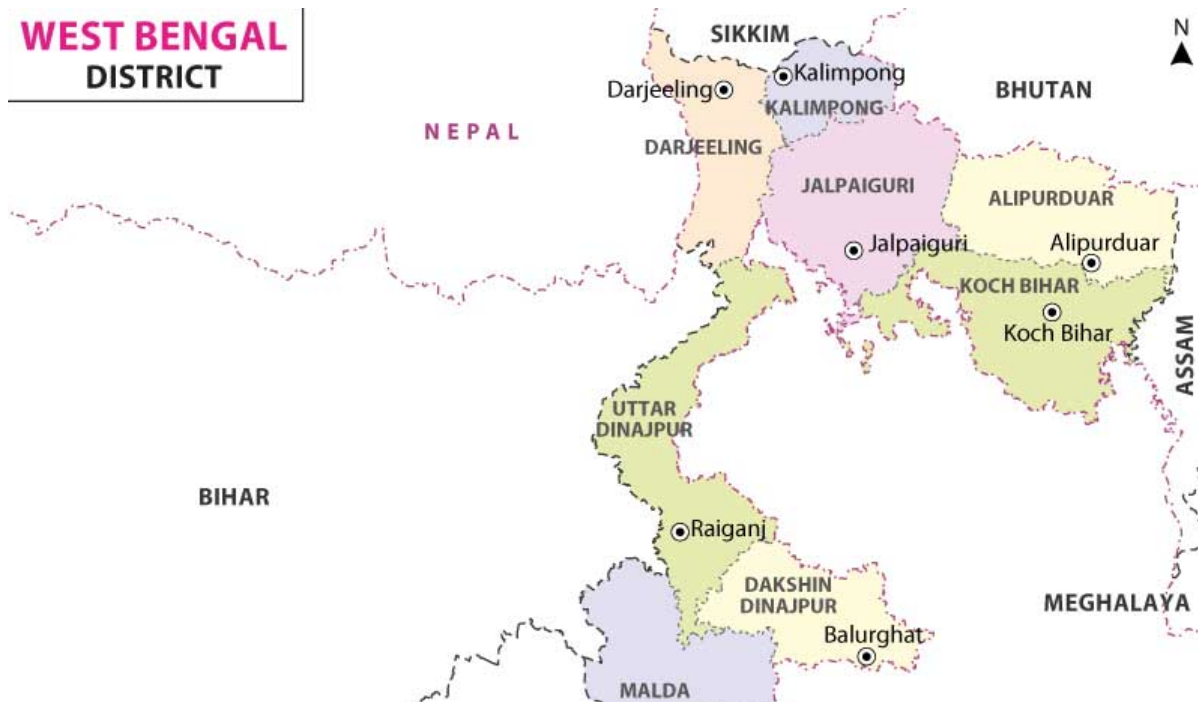 WEST BENGAL
DISTRICT
SIKKIM
N
Kalimpong
Darjeeling
BHUTAN
KALIMPONG
NEPAL
DARJEELING
JALPAIGURI
ALIPURDUAR
Jalpaiguri
Alipurduar
KOCH BIHAR
Koch Bihar
ASSAM
UTTAR
DINAJPUR
BIHAR
Raiganj
DAKSHIN
DINAJPUR
MEGHALAYA
Balurghat
MALDA